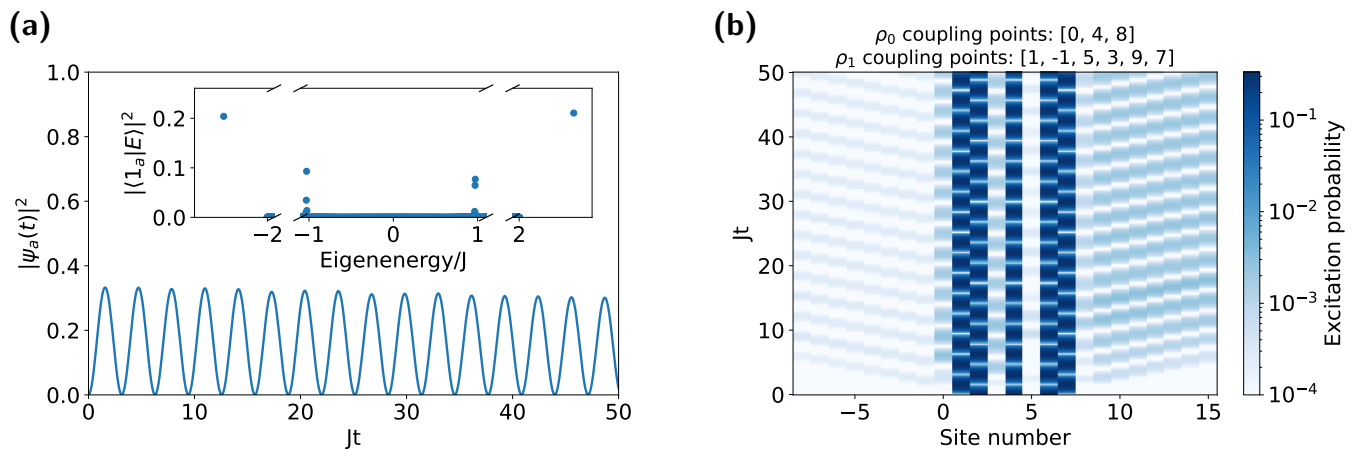 (a)
1.0
0.8
0.6
0.4
0.2
0.0
|ψₐ(t)|²
0 10 20 30 40 50
Jt
0.2
0.1
0.0
|⟨1ₐ|E⟩|²
−2 −1 0 1 2
Eigenenergy/J
(b)
ρ₀ coupling points: [0, 4, 8]
ρ₁ coupling points: [1, -1, 5, 3, 9, 7]
50
40
30
20
10
0
Jt
−5 0 5 10 15
Site number
10⁻¹
10⁻²
10⁻³
10⁻⁴
Excitation probability